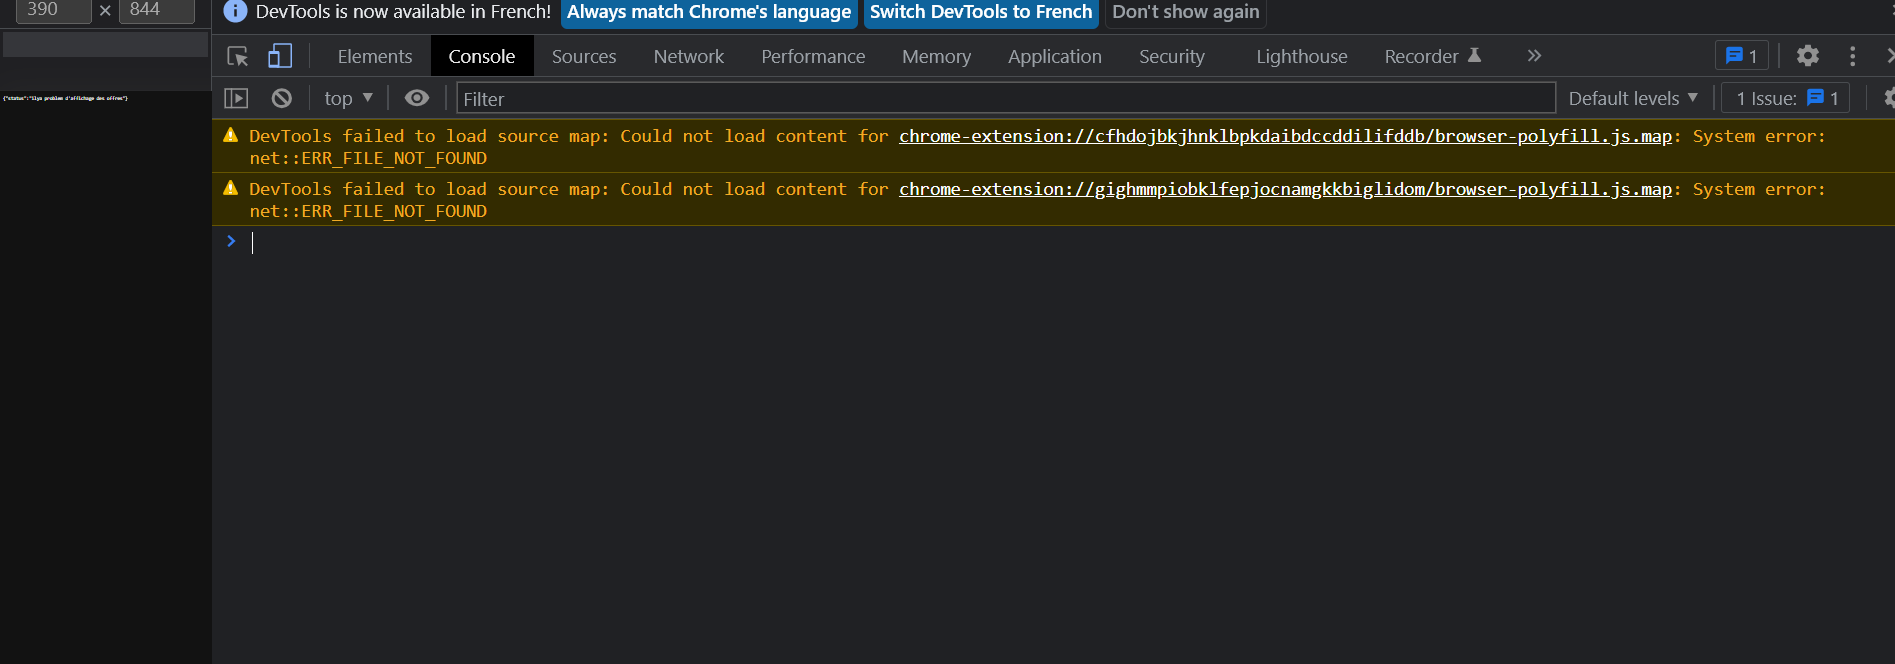 390 × 844
DevTools is now available in French! Always match Chrome's language Switch DevTools to French Don't show again
Elements Console Sources Network Performance Memory Application Security Lighthouse Recorder 1
top Filter Default levels 1 Issue: 1
{"status":"Ilya problem d'affichage des offres"}
DevTools failed to load source map: Could not load content for chrome-extension://cfhdojbkjhnklbpkdaibdccddilifddb/browser-polyfill.js.map: System error:
net::ERR_FILE_NOT_FOUND
DevTools failed to load source map: Could not load content for chrome-extension://gighmmpiobklfepjocnamgkkbiglidom/browser-polyfill.js.map: System error:
net::ERR_FILE_NOT_FOUND